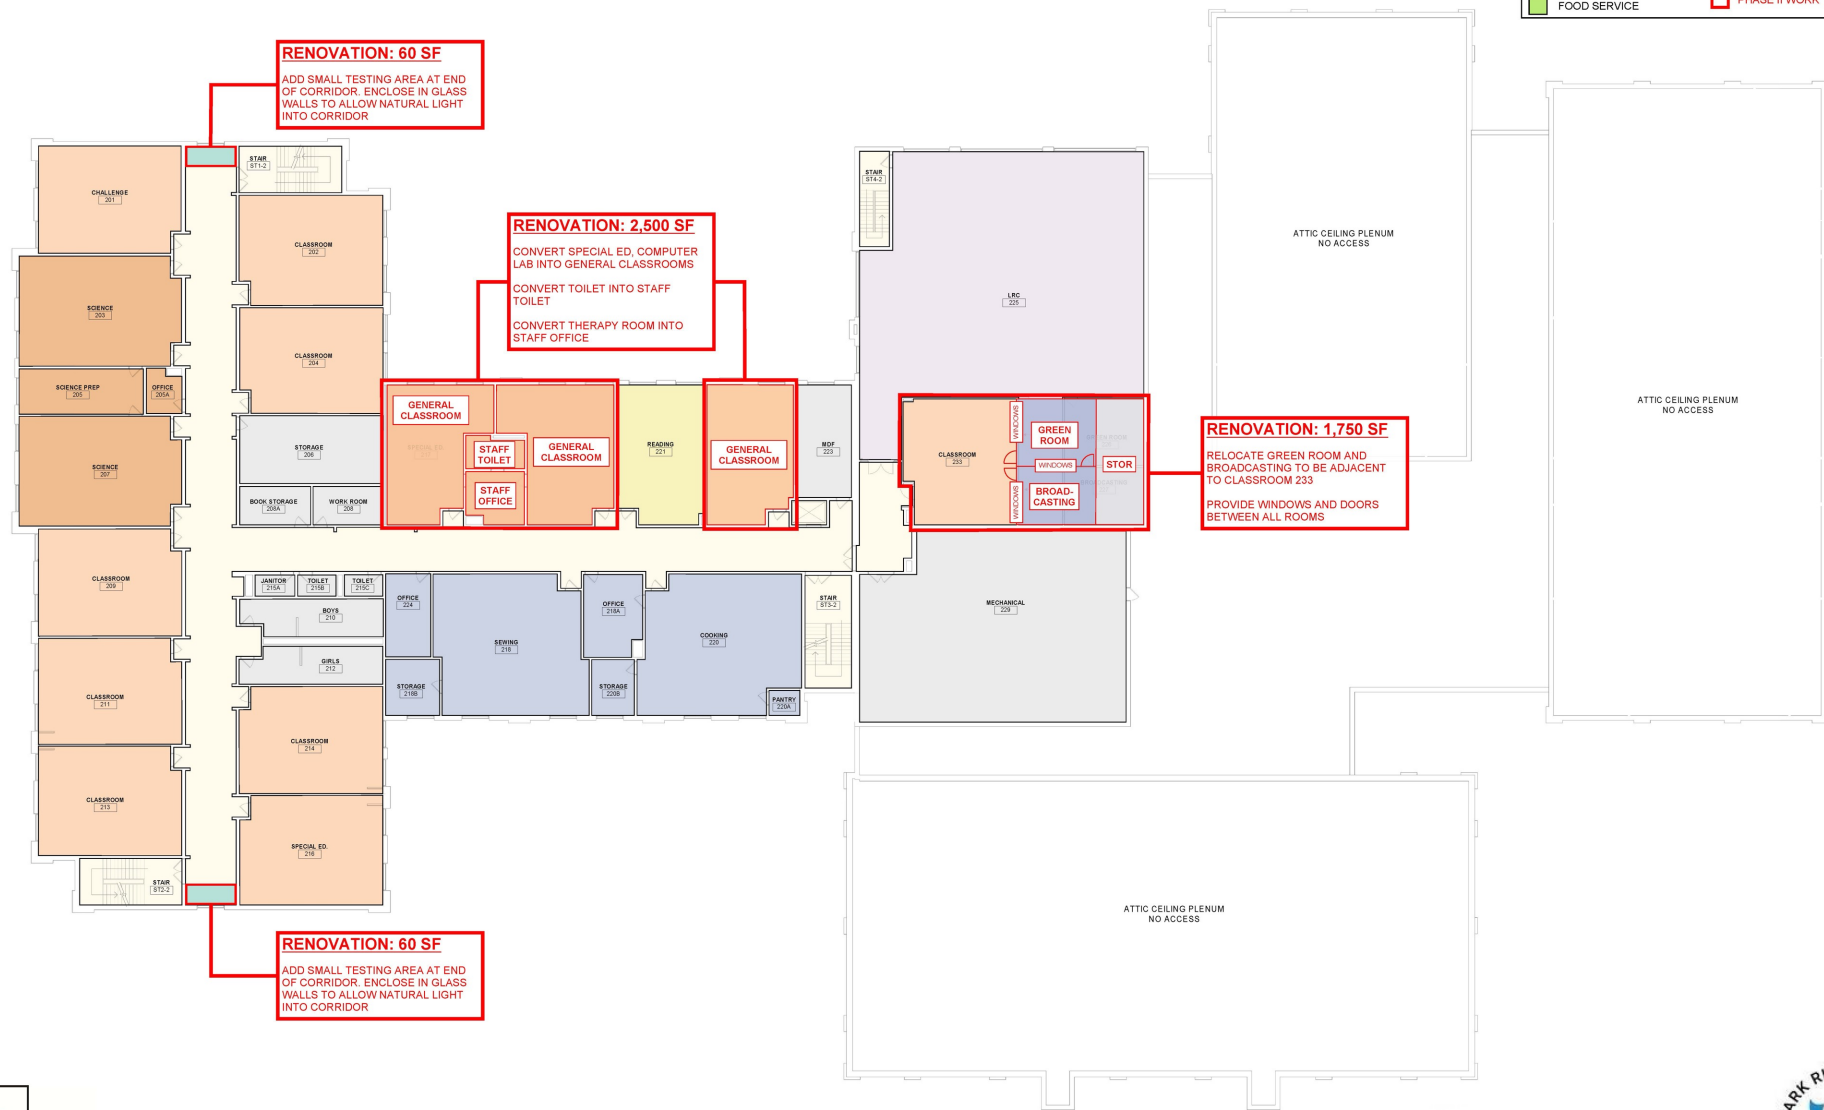 FOOD SERVICE
PHASE II WORK
RENOVATION: 60 SF
ADD SMALL TESTING AREA AT END
OF CORRIDOR. ENCLOSE IN GLASS
WALLS TO ALLOW NATURAL LIGHT
INTO CORRIDOR
STAIR
ST1-2
CHALLENGE
201
CLASSROOM
202
SCIENCE
203
CLASSROOM
204
SCIENCE PREP
205
OFFICE
205A
STORAGE
206
SCIENCE
207
BOOK STORAGE
208A
WORK ROOM
208
RENOVATION: 2,500 SF
CONVERT SPECIAL ED, COMPUTER
LAB INTO GENERAL CLASSROOMS
CONVERT TOILET INTO STAFF
TOILET
CONVERT THERAPY ROOM INTO
STAFF OFFICE
GENERAL
CLASSROOM
SPECIAL ED.
STAFF
TOILET
STAFF
OFFICE
GENERAL
CLASSROOM
READING
221
GENERAL
CLASSROOM
MDF
223
STAIR
ST4-2
LRC
225
ATTIC CEILING PLENUM
NO ACCESS
ATTIC CEILING PLENUM
NO ACCESS
CLASSROOM
233
WINDOWS
GREEN
ROOM
GREEN ROOM
WINDOWS
STOR
WINDOWS
BROAD-
CASTING
RENOVATION: 1,750 SF
RELOCATE GREEN ROOM AND
BROADCASTING TO BE ADJACENT
TO CLASSROOM 233
PROVIDE WINDOWS AND DOORS
BETWEEN ALL ROOMS
CLASSROOM
209
JANITOR
215A
TOILET
215B
TOILET
215C
BOYS
210
GIRLS
212
OFFICE
224
SEWING
218
OFFICE
218A
COOKING
220
STAIR
ST3-2
MECHANICAL
229
STORAGE
218B
STORAGE
220B
PANTRY
220A
CLASSROOM
211
CLASSROOM
214
CLASSROOM
213
SPECIAL ED.
216
STAIR
ST2-2
RENOVATION: 60 SF
ADD SMALL TESTING AREA AT END
OF CORRIDOR. ENCLOSE IN GLASS
WALLS TO ALLOW NATURAL LIGHT
INTO CORRIDOR
ATTIC CEILING PLENUM
NO ACCESS